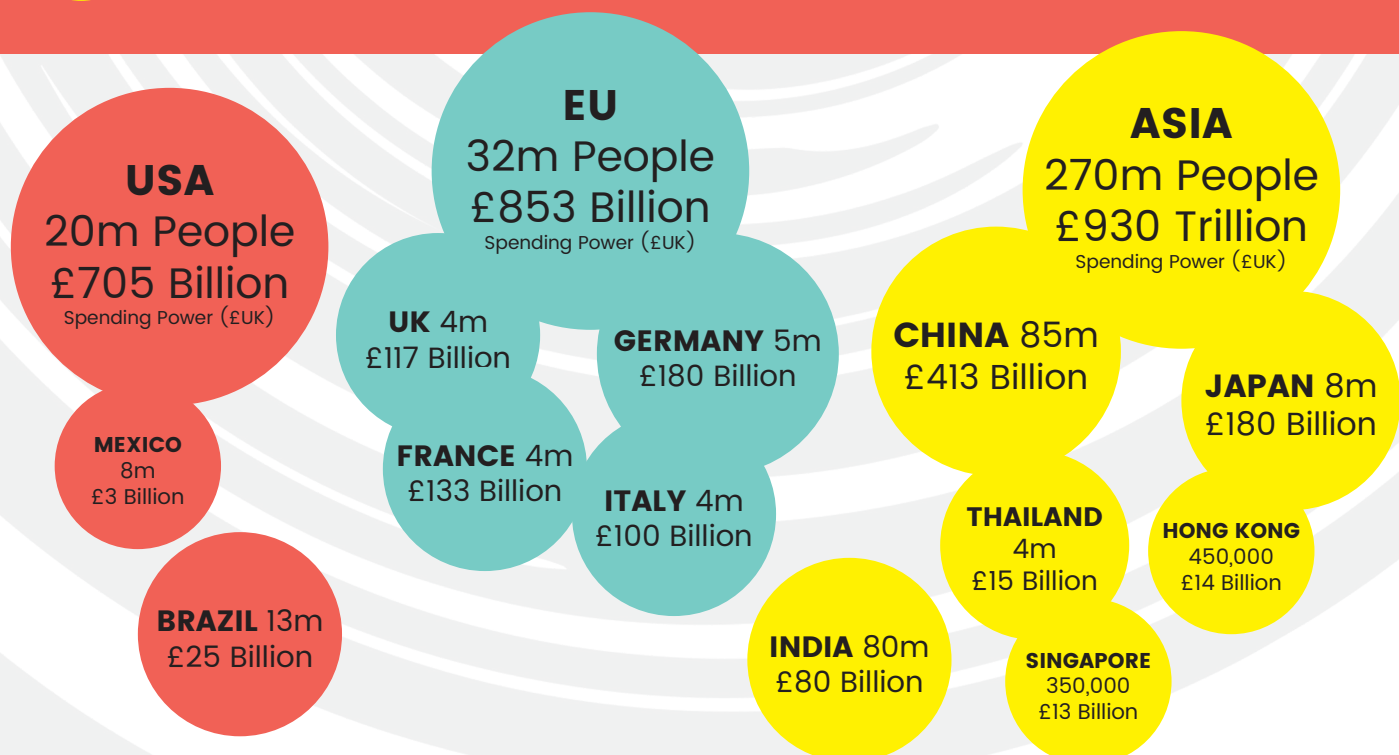 USA
20m People
£705 Billion
Spending Power (£UK)
MEXICO
8m
£3 Billion
BRAZIL 13m
£25 Billion
EU
32m People
£853 Billion
Spending Power (£UK)
UK 4m
£117 Billion
GERMANY 5m
£180 Billion
FRANCE 4m
£133 Billion
ITALY 4m
£100 Billion
ASIA
270m People
£930 Trillion
Spending Power (£UK)
CHINA 85m
£413 Billion
JAPAN 8m
£180 Billion
THAILAND
4m
£15 Billion
HONG KONG
450,000
£14 Billion
INDIA 80m
£80 Billion
SINGAPORE
350,000
£13 Billion